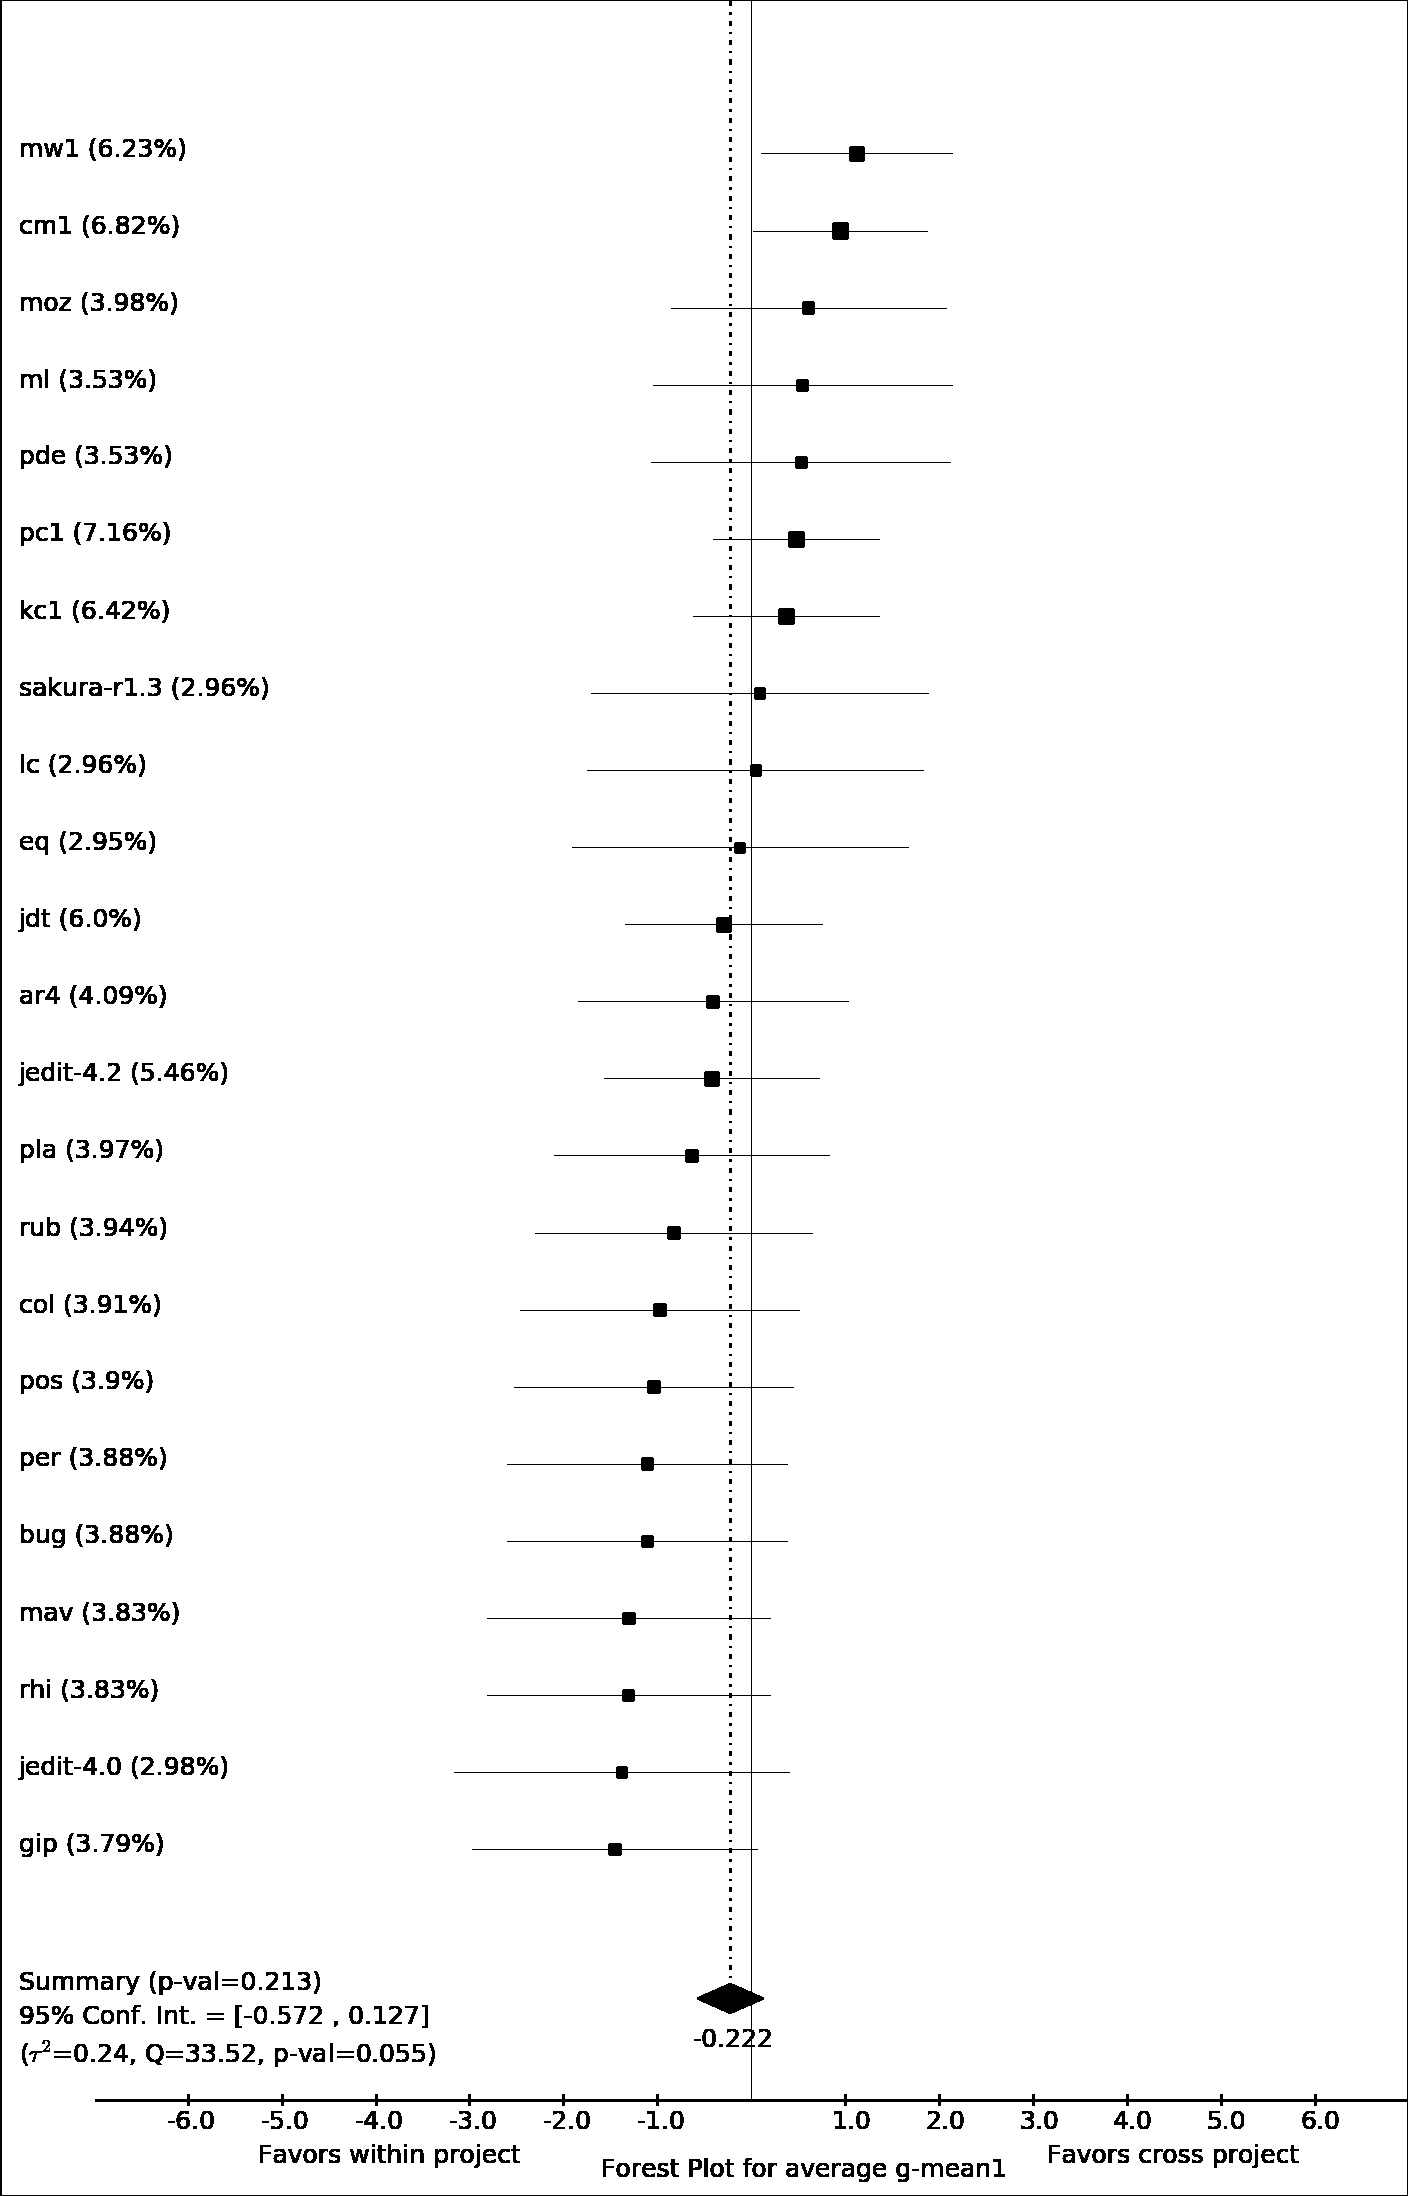 mw1 (6.23%)
cm1 (6.82%)
moz (3.98%)
ml (3.53%)
pde (3.53%)
pc1 (7.16%)
kc1 (6.42%)
sakura-r1.3 (2.96%)
lc (2.96%)
eq (2.95%)
jdt (6.0%)
ar4 (4.09%)
jedit-4.2 (5.46%)
pla (3.97%)
rub (3.94%)
col (3.91%)
pos (3.9%)
per (3.88%)
bug (3.88%)
mav (3.83%)
rhi (3.83%)
jedit-4.0 (2.98%)
gip (3.79%)
Summary (p-val=0.213)
95% Conf. Int. = [-0.572 , 0.127]
-0.222
(τ²=0.24, Q=33.52, p-val=0.055)
-6.0 -5.0 -4.0 -3.0 -2.0 -1.0 1.0 2.0 3.0 4.0 5.0 6.0
Favors within project Favors cross project
Forest Plot for average g-mean1